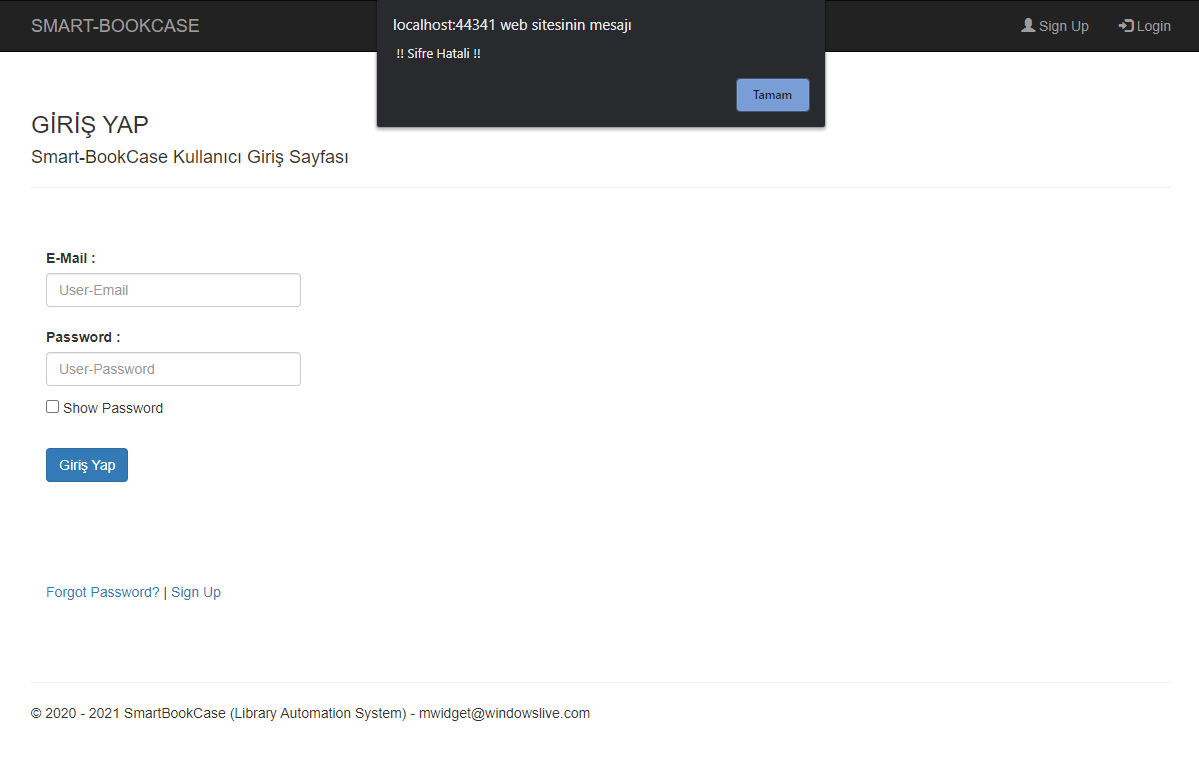 SMART-BOOKCASE
Sign Up
Login
localhost:44341 web sitesinin mesajı
!! Sifre Hatali !!
Tamam
GİRİŞ YAP
Smart-BookCase Kullanıcı Giriş Sayfası
E-Mail :
User-Email
Password :
User-Password
Show Password
Giriş Yap
Forgot Password? | Sign Up
© 2020 - 2021 SmartBookCase (Library Automation System) - mwidget@windowslive.com